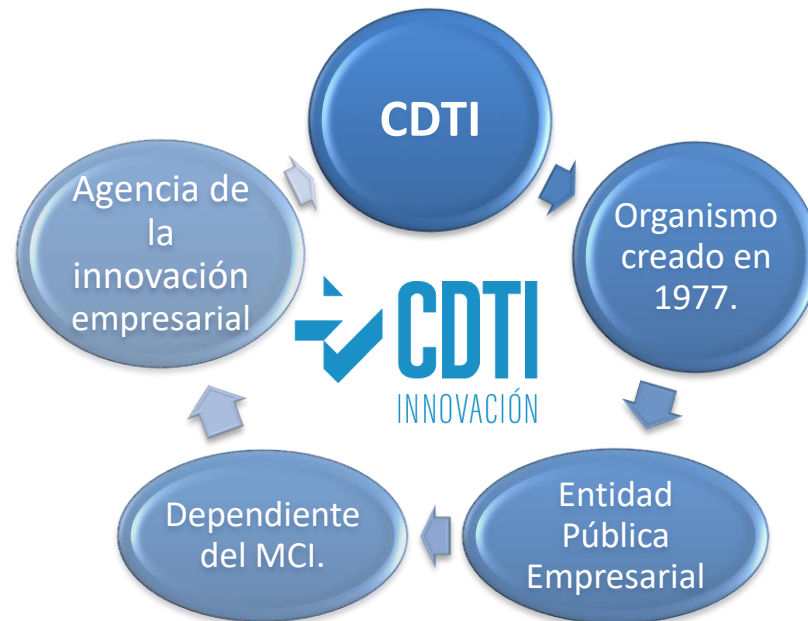 CDTI
Organismo
creado en
1977.
Entidad
Pública
Empresarial
Dependiente
del MCI.
Agencia de
la
innovación
empresarial
CDTI
INNOVACIÓN